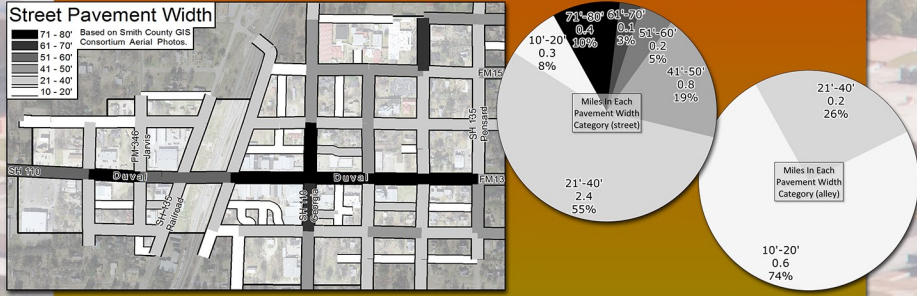 Street Pavement Width
71 - 80'
61 - 70'
51 - 60'
41 - 50'
21 - 40'
10 - 20'
Based on Smith County GIS
Consortium Aerial Photos.
FM15
SH 135
Ponsard
FM 346
Jarvis
SH 110
Duval
Duval
FM13
SH 135
Railroad
SH 110
Georgia
71'-80'
0.4
10%
61'-70'
0.1
3%
51'-60'
0.2
5%
41'-50'
0.8
19%
10'-20'
0.3
8%
Miles In Each
Pavement Width
Category (street)
21'-40'
2.4
55%
21'-40'
0.2
26%
Miles In Each
Pavement Width
Category (alley)
10'-20'
0.6
74%